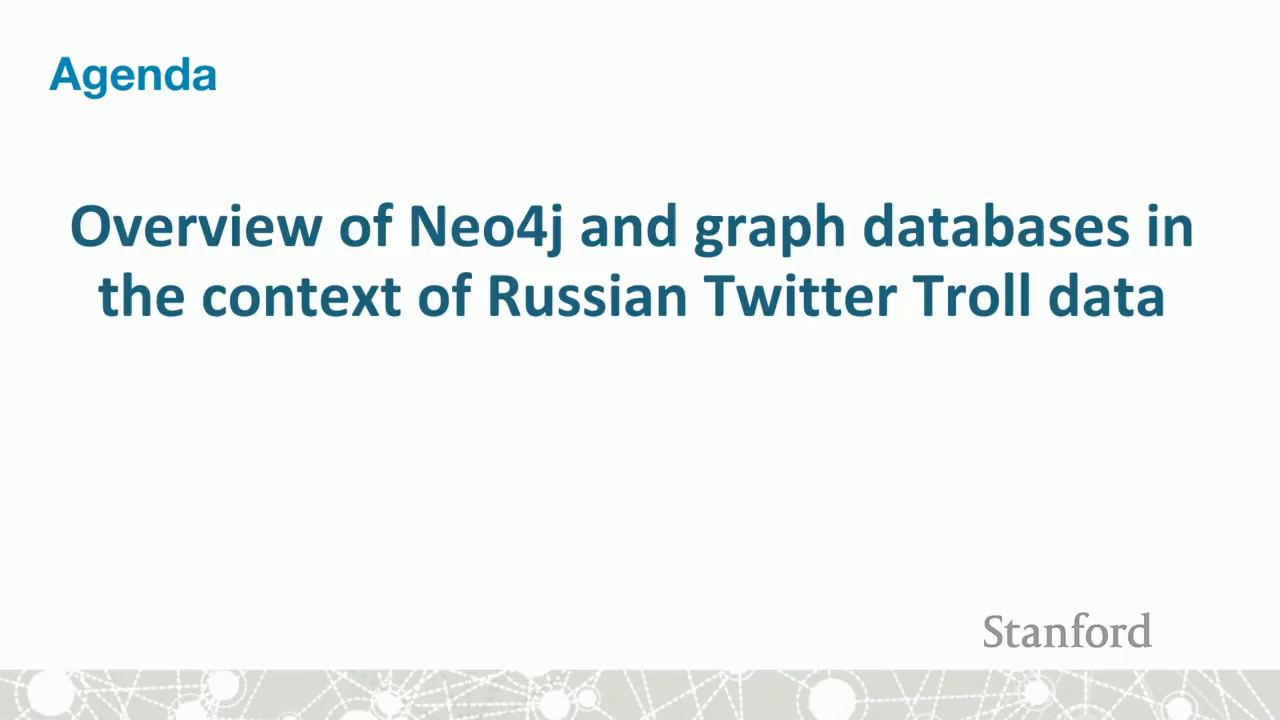 Agenda
Overview of Neo4j and graph databases in
the context of Russian Twitter Troll data
Stanford